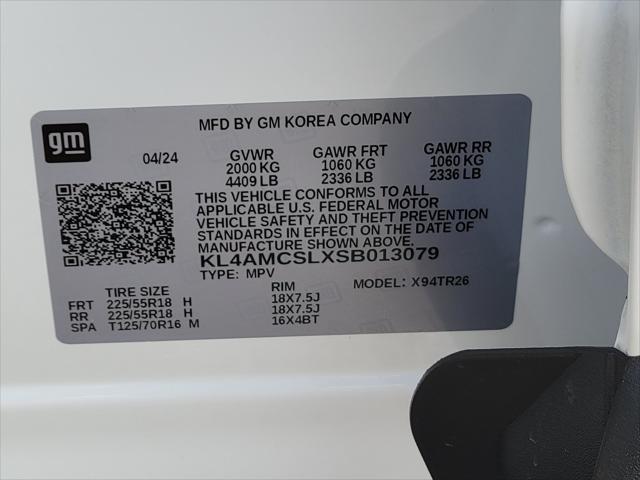 gm
MFD BY GM KOREA COMPANY
04/24 GVWR GAWR FRT GAWR RR
2000 KG 1060 KG 1060 KG
4409 LB 2336 LB 2336 LB
THIS VEHICLE CONFORMS TO ALL
APPLICABLE U.S. FEDERAL MOTOR
VEHICLE SAFETY AND THEFT PREVENTION
STANDARDS IN EFFECT ON THE DATE OF
MANUFACTURE SHOWN ABOVE.
KL4AMCSLXSB013079
TYPE: MPV MODEL: X94TR26
TIRE SIZE RIM
FRT 225/55R18 H 18X7.5J
RR 225/55R18 H 18X7.5J
SPA T125/70R16 M 16X4BT